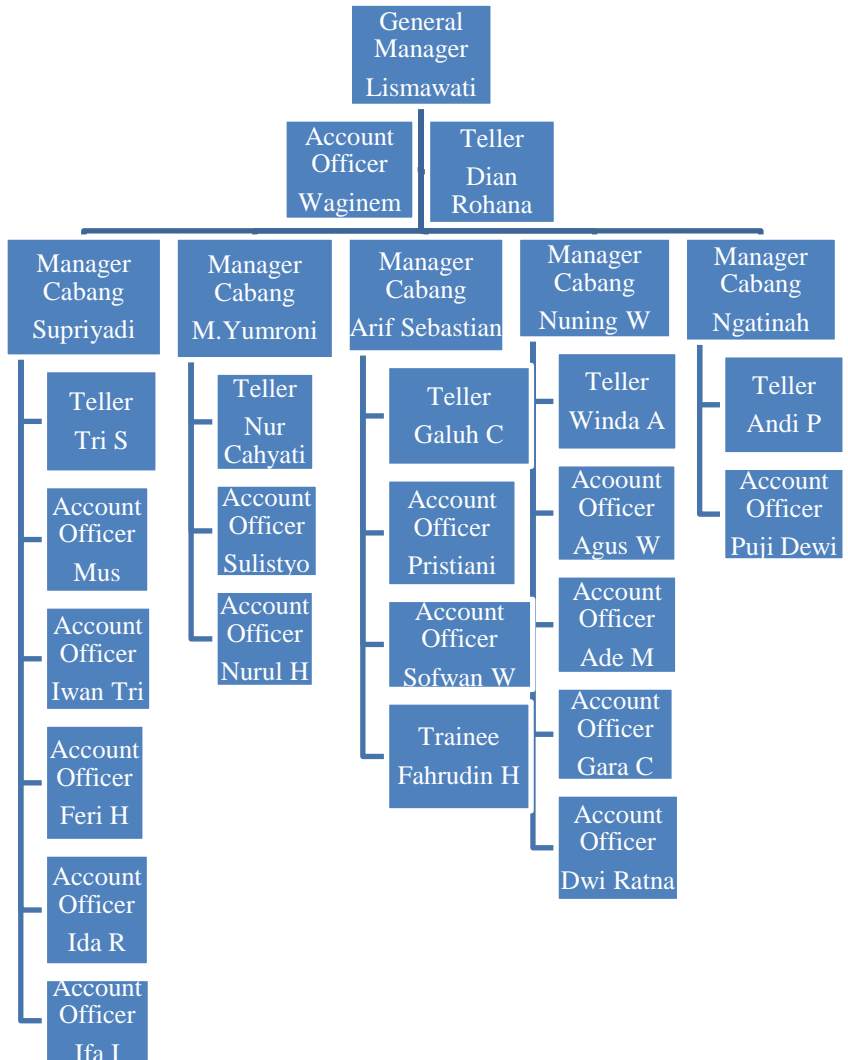 General
Manager
Lismawati
Account
Officer
Waginem
Teller
Dian
Rohana
Manager
Cabang
Supriyadi
Teller
Tri S
Account
Officer
Mus
Account
Officer
Iwan Tri
Account
Officer
Feri H
Account
Officer
Ida R
Account
Officer
Ifa
Manager
Cabang
M.Yumroni
Teller
Nur
Cahyati
Account
Officer
Sulistyo
Account
Officer
Nurul H
Manager
Cabang
Arif Sebastian
Teller
Galuh C
Account
Officer
Pristiani
Account
Officer
Sofwan W
Trainee
Fahrudin H
Manager
Cabang
Nuning W
Teller
Winda A
Acoount
Officer
Agus W
Account
Officer
Ade M
Account
Officer
Gara C
Account
Officer
Dwi Ratna
Manager
Cabang
Ngatinah
Teller
Andi P
Account
Officer
Puji Dewi